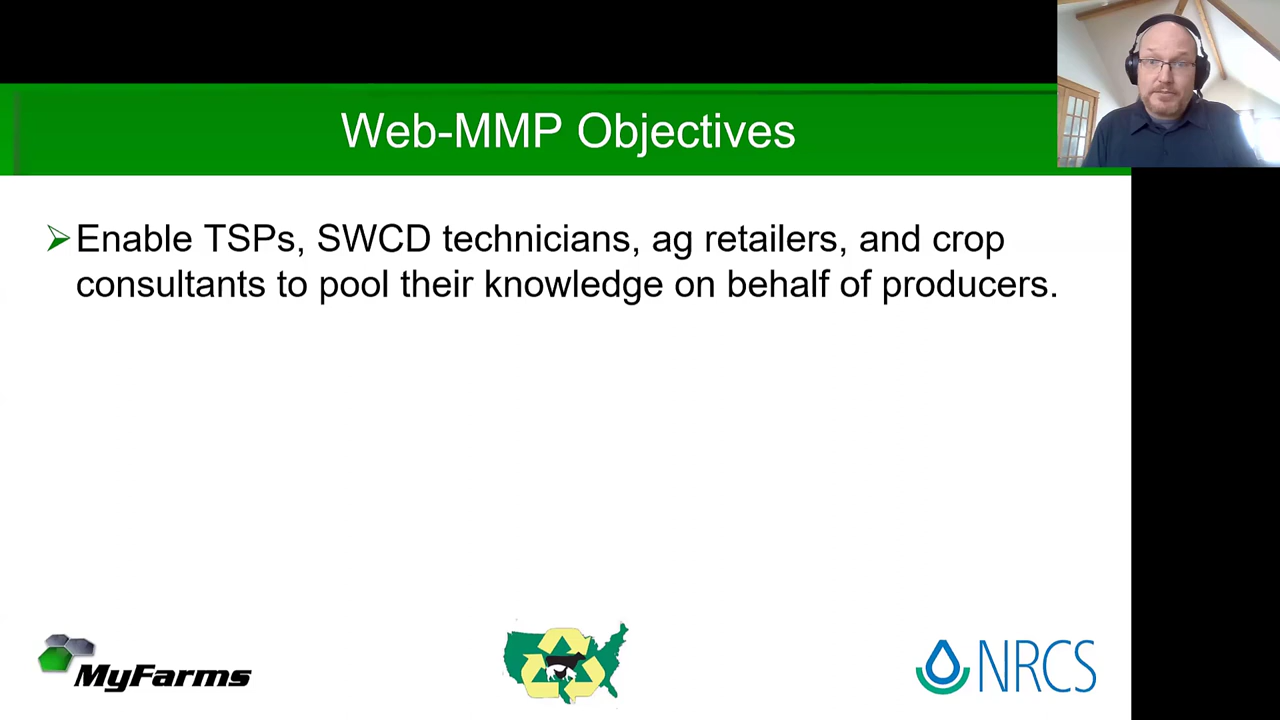 Web-MMP Objectives
Enable TSPs, SWCD technicians, ag retailers, and crop
consultants to pool their knowledge on behalf of producers.
MyFarms
NRCS